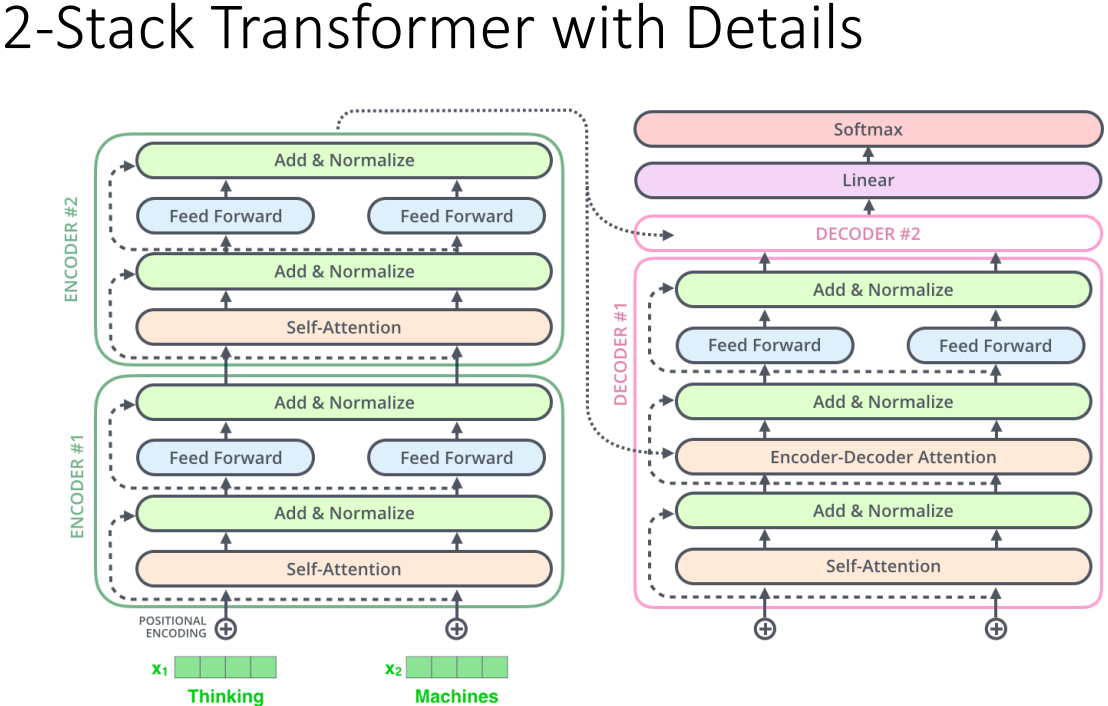 2-Stack Transformer with Details
ENCODER #2
Add & Normalize
Feed Forward Feed Forward
Add & Normalize
Self-Attention
ENCODER #1
Add & Normalize
Feed Forward Feed Forward
Add & Normalize
Self-Attention
POSITIONAL
ENCODING
x₁ x₂
Thinking Machines
Softmax
Linear
DECODER #2
DECODER #1
Add & Normalize
Feed Forward Feed Forward
Add & Normalize
Encoder-Decoder Attention
Add & Normalize
Self-Attention